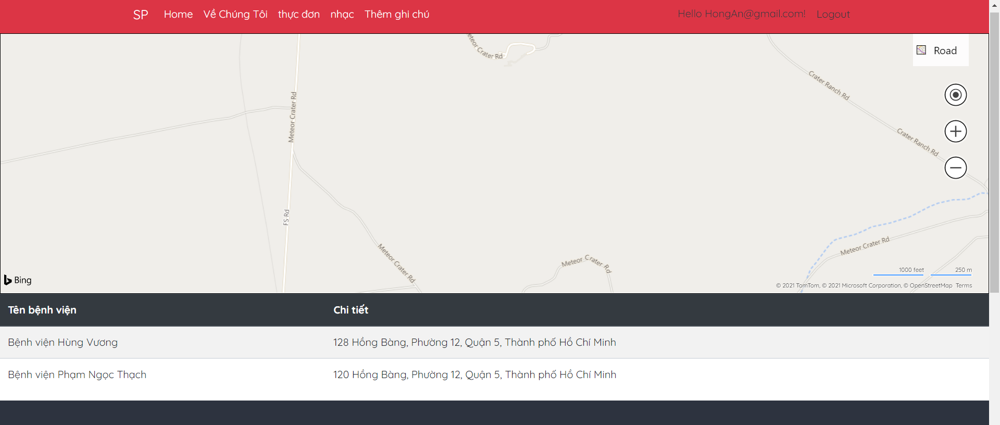 SP Home Về Chúng Tôi thực đơn nhạc Thêm ghi chú Hello HongAn@gmail.com! Logout
Road
Meteor Crater Rd
Crater Ranch Rd
Meteor Crater Rd
Crater Ranch Rd
FS Rd
Meteor Crater Rd
Meteor Crater Rd
Meteor Crater Rd
1000 feet 250 m
Bing
© 2021 TomTom, © 2021 Microsoft Corporation, © OpenStreetMap Terms
Tên bệnh viện Chi tiết
Bệnh viện Hùng Vương 128 Hồng Bàng, Phường 12, Quận 5, Thành phố Hồ Chí Minh
Bệnh viện Phạm Ngọc Thạch 120 Hồng Bàng, Phường 12, Quận 5, Thành phố Hồ Chí Minh